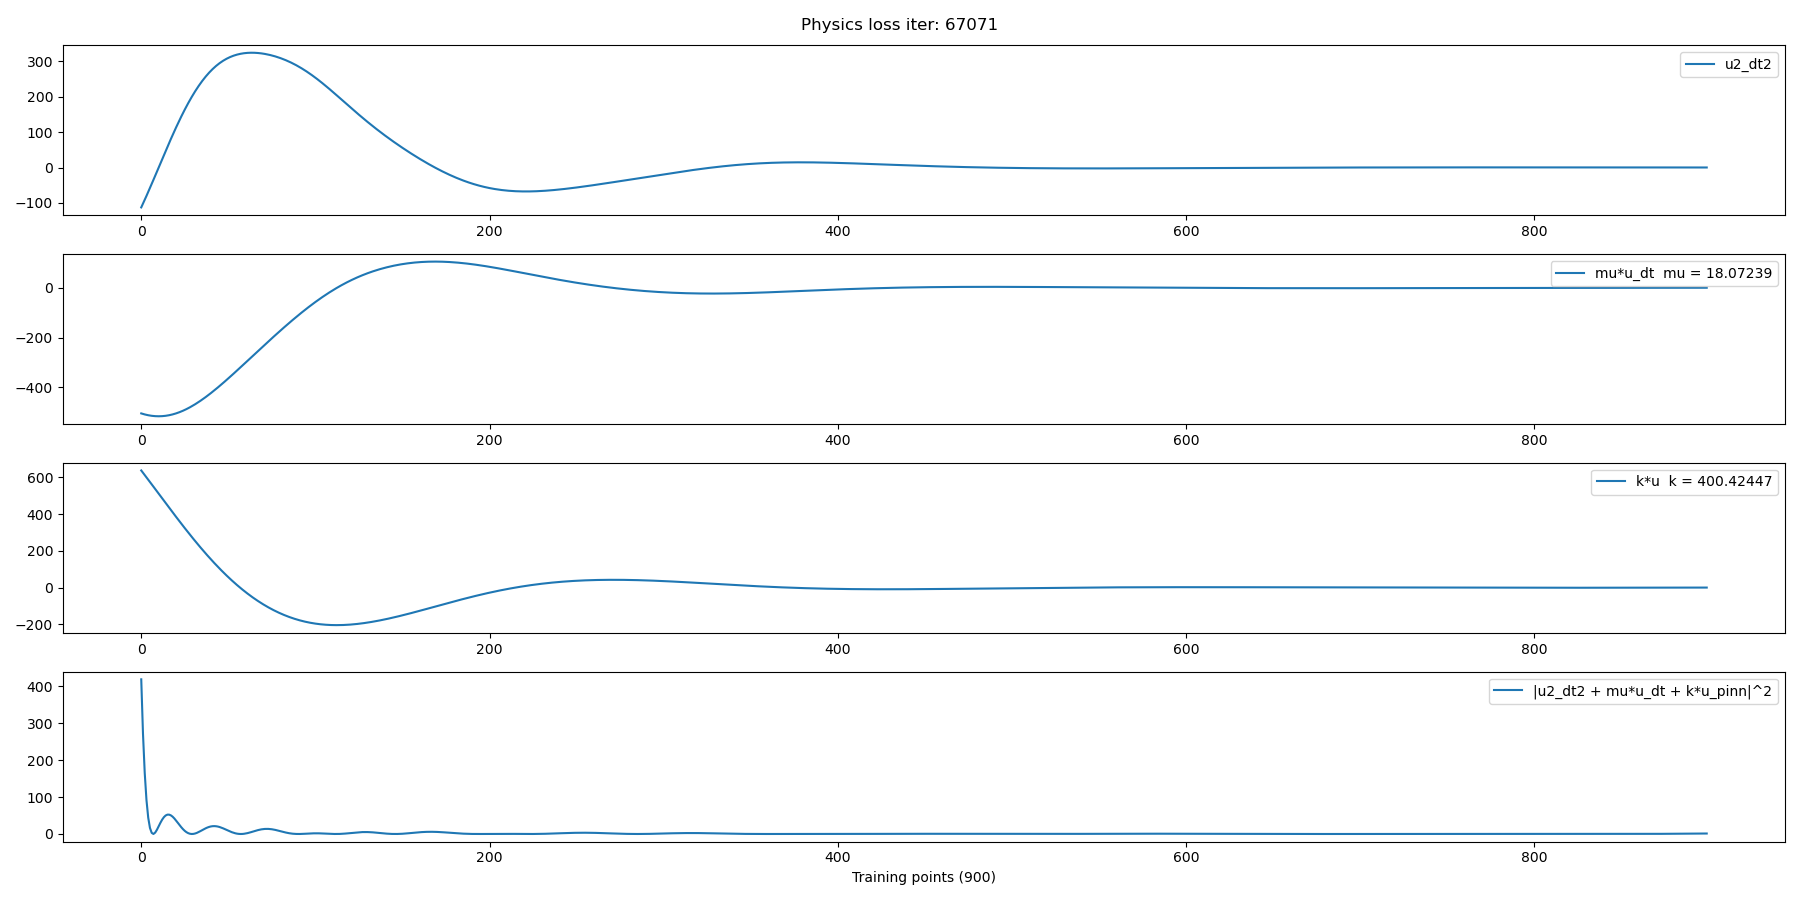 Physics loss iter: 67071
300
200
100
0
−100
u2_dt2
0 200 400 600 800
0
−200
−400
mu*u_dt  mu = 18.07239
0 200 400 600 800
600
400
200
0
−200
k*u  k = 400.42447
0 200 400 600 800
400
300
200
100
0
|u2_dt2 + mu*u_dt + k*u_pinn|^2
0 200 400 600 800
Training points (900)